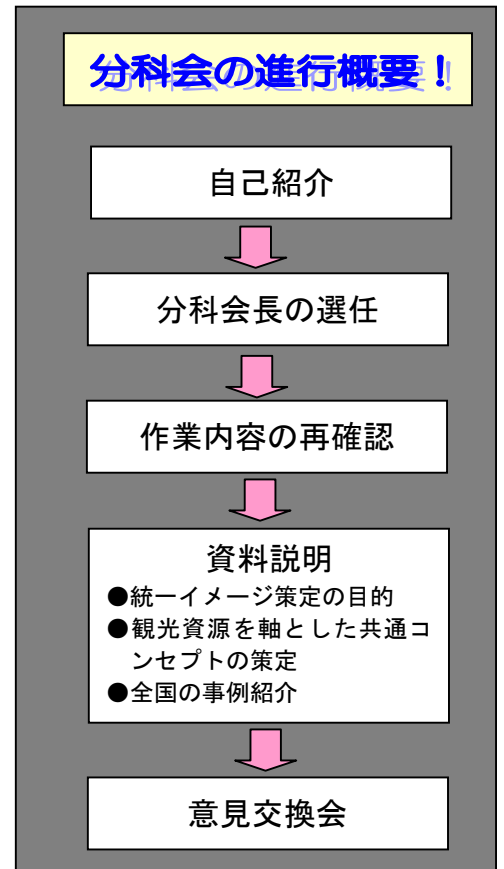 分科会の進行概要！
自己紹介
分科会長の選任
作業内容の再確認
資料説明
●統一イメージ策定の目的
●観光資源を軸とした共通コ
ンセプトの策定
●全国の事例紹介
意見交換会